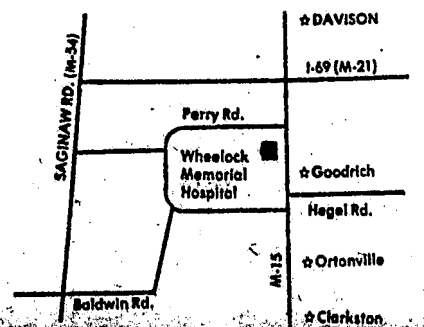 ☆ DAVISON
I-69 (M-21)
SAGINAW RD. (M-54)
Perry Rd.
Wheelock
Memorial
Hospital
☆ Goodrich
Hegel Rd.
M-15
☆ Ortonville
Baldwin Rd.
☆ Clarkston